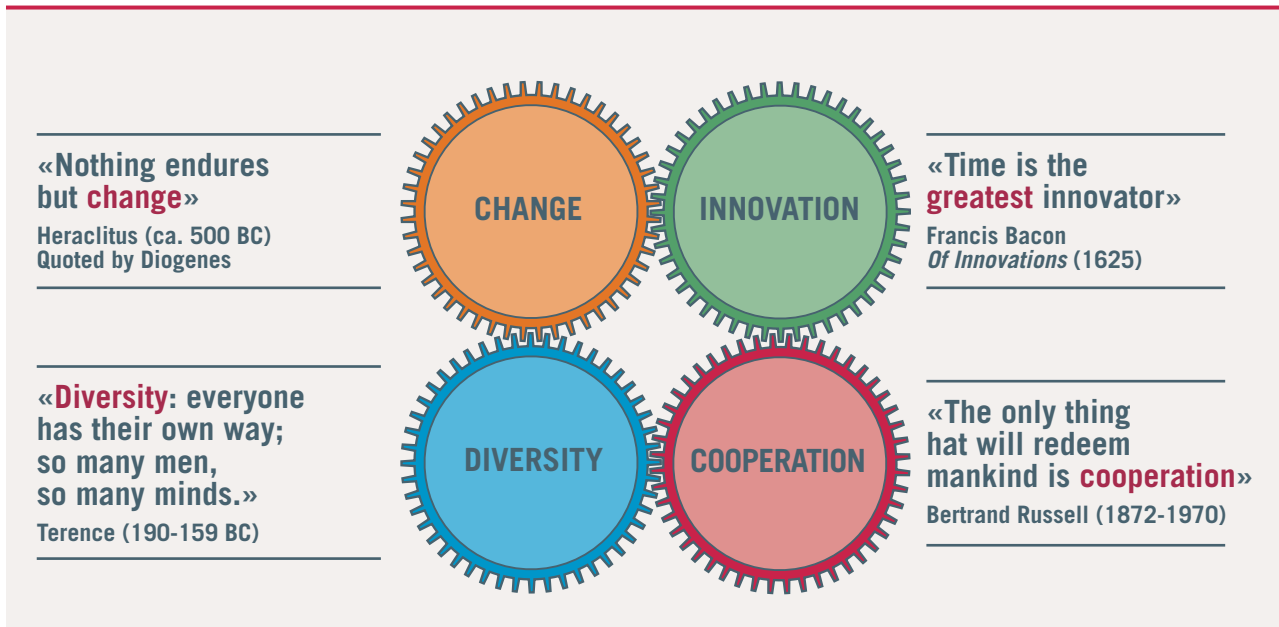 «Nothing endures
but change»
Heraclitus (ca. 500 BC)
Quoted by Diogenes
CHANGE
INNOVATION
«Time is the
greatest innovator»
Francis Bacon
Of Innovations (1625)
«Diversity: everyone
has their own way;
so many men,
so many minds.»
Terence (190-159 BC)
DIVERSITY
COOPERATION
«The only thing
hat will redeem
mankind is cooperation»
Bertrand Russell (1872-1970)